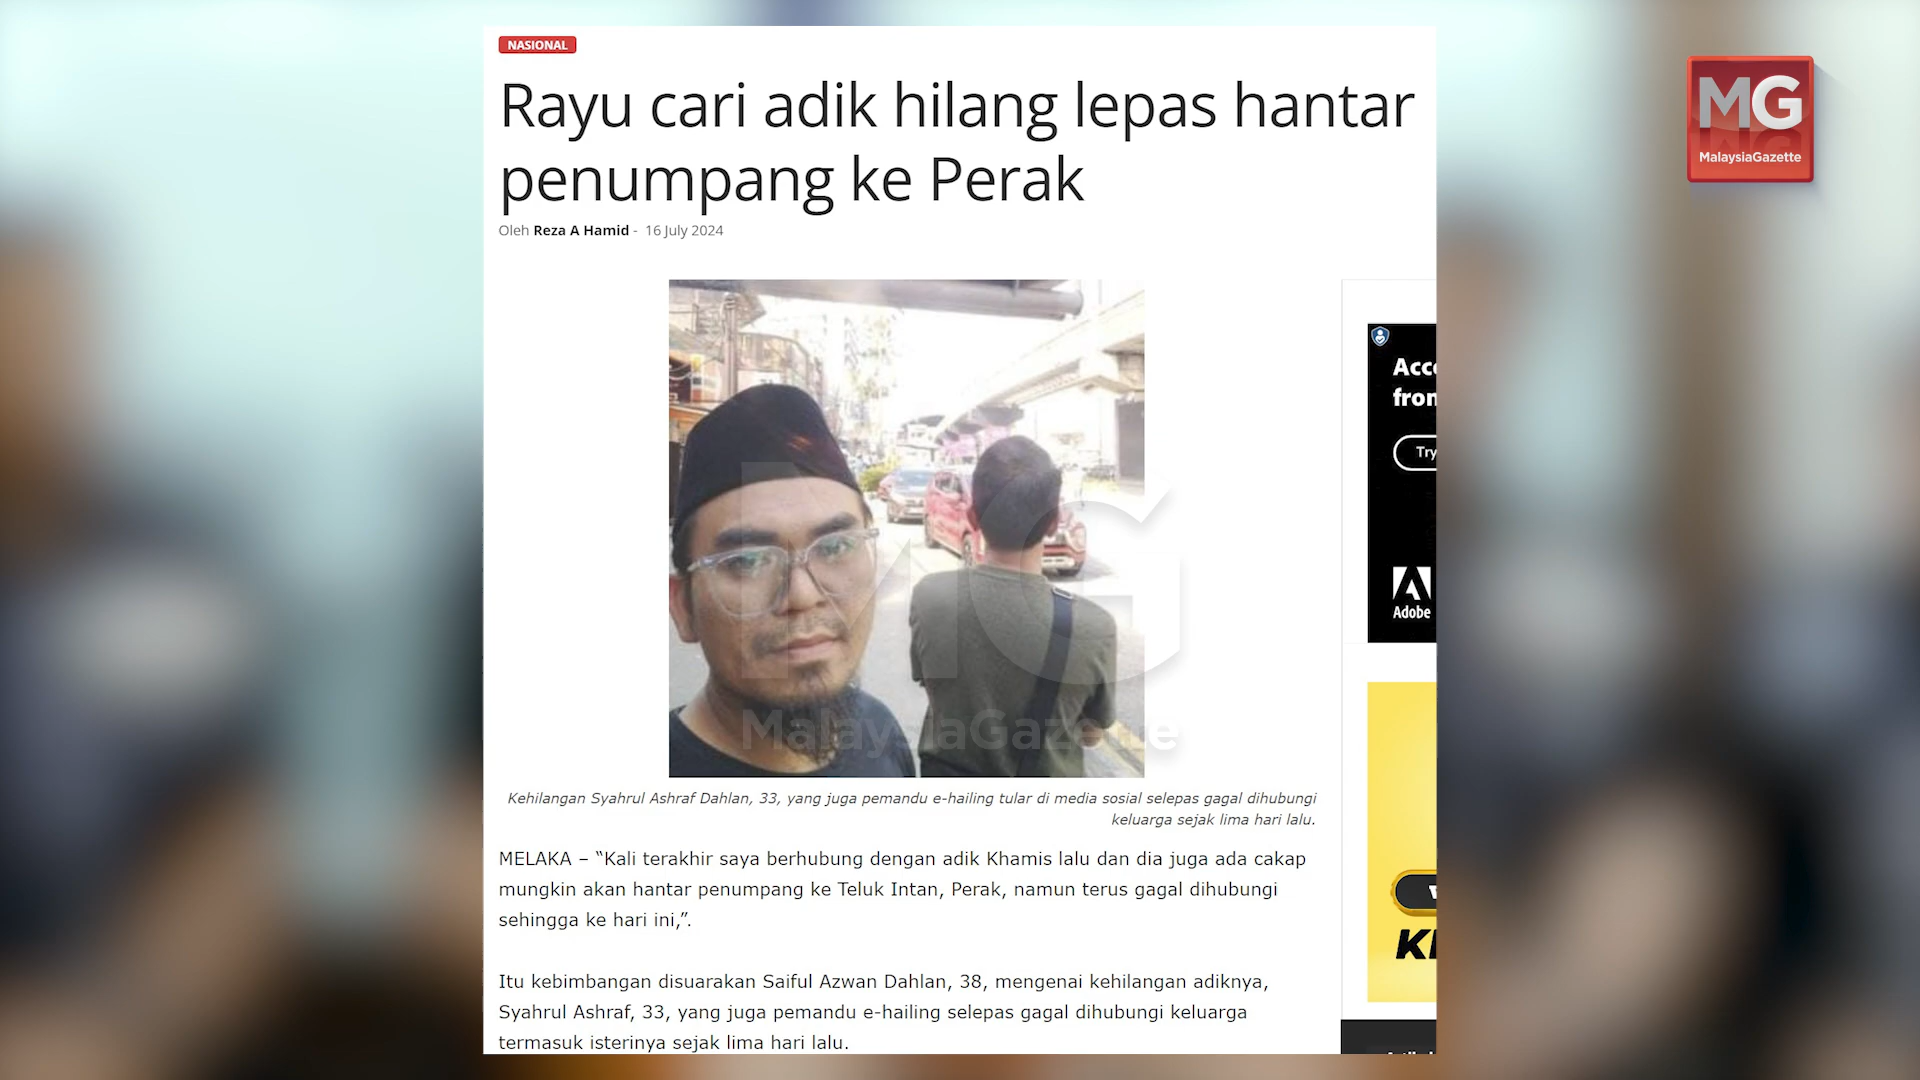 NASIONAL
Rayu cari adik hilang lepas hantar
penumpang ke Perak
Oleh Reza A Hamid - 16 July 2024
MG
MalaysiaGazette
Adobe
MG
MalaysiaGazette
Kehilangan Syahrul Ashraf Dahlan, 33, yang juga pemandu e-hailing tular di media sosial selepas gagal dihubungi
keluarga sejak lima hari lalu.
MELAKA – “Kali terakhir saya berhubung dengan adik Khamis lalu dan dia juga ada cakap
mungkin akan hantar penumpang ke Teluk Intan, Perak, namun terus gagal dihubungi
sehingga ke hari ini,”.
Itu kebimbangan disuarakan Saiful Azwan Dahlan, 38, mengenai kehilangan adiknya,
Syahrul Ashraf, 33, yang juga pemandu e-hailing selepas gagal dihubungi keluarga
termasuk isterinya sejak lima hari lalu.